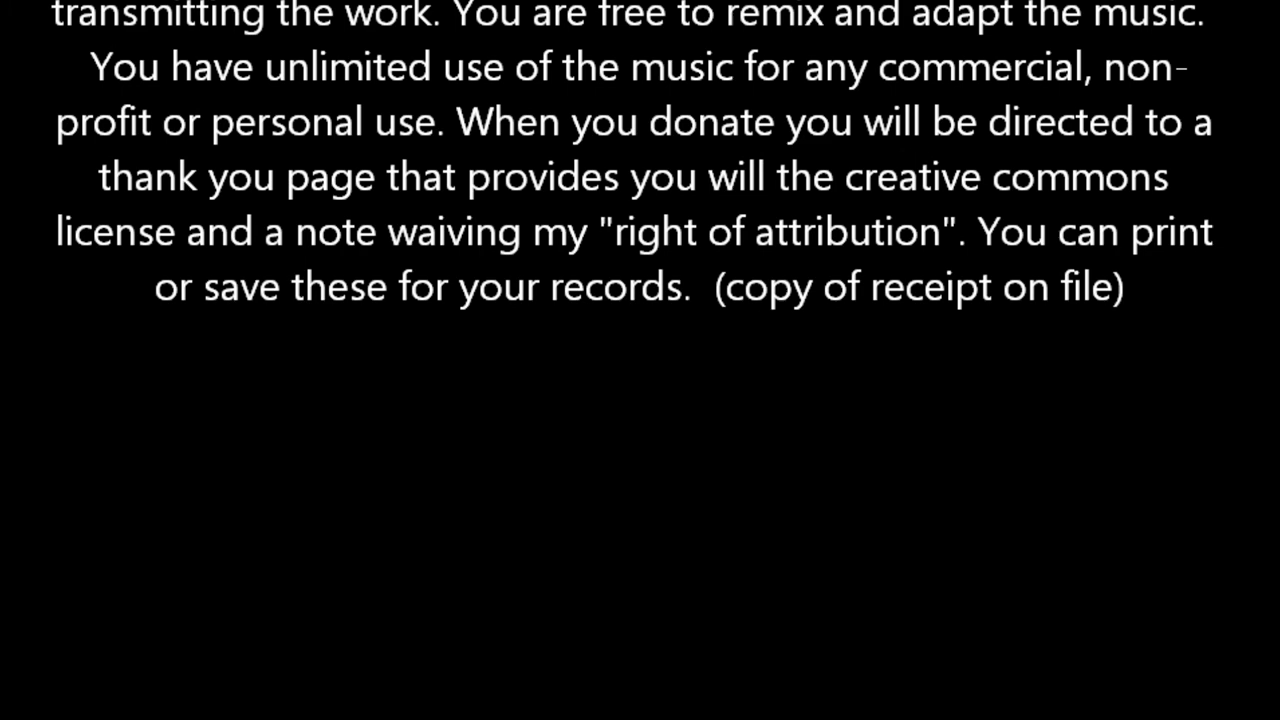 transmitting the work. You are free to remix and adapt the music.
You have unlimited use of the music for any commercial, non-
profit or personal use. When you donate you will be directed to a
thank you page that provides you will the creative commons
license and a note waiving my "right of attribution". You can print
or save these for your records.  (copy of receipt on file)